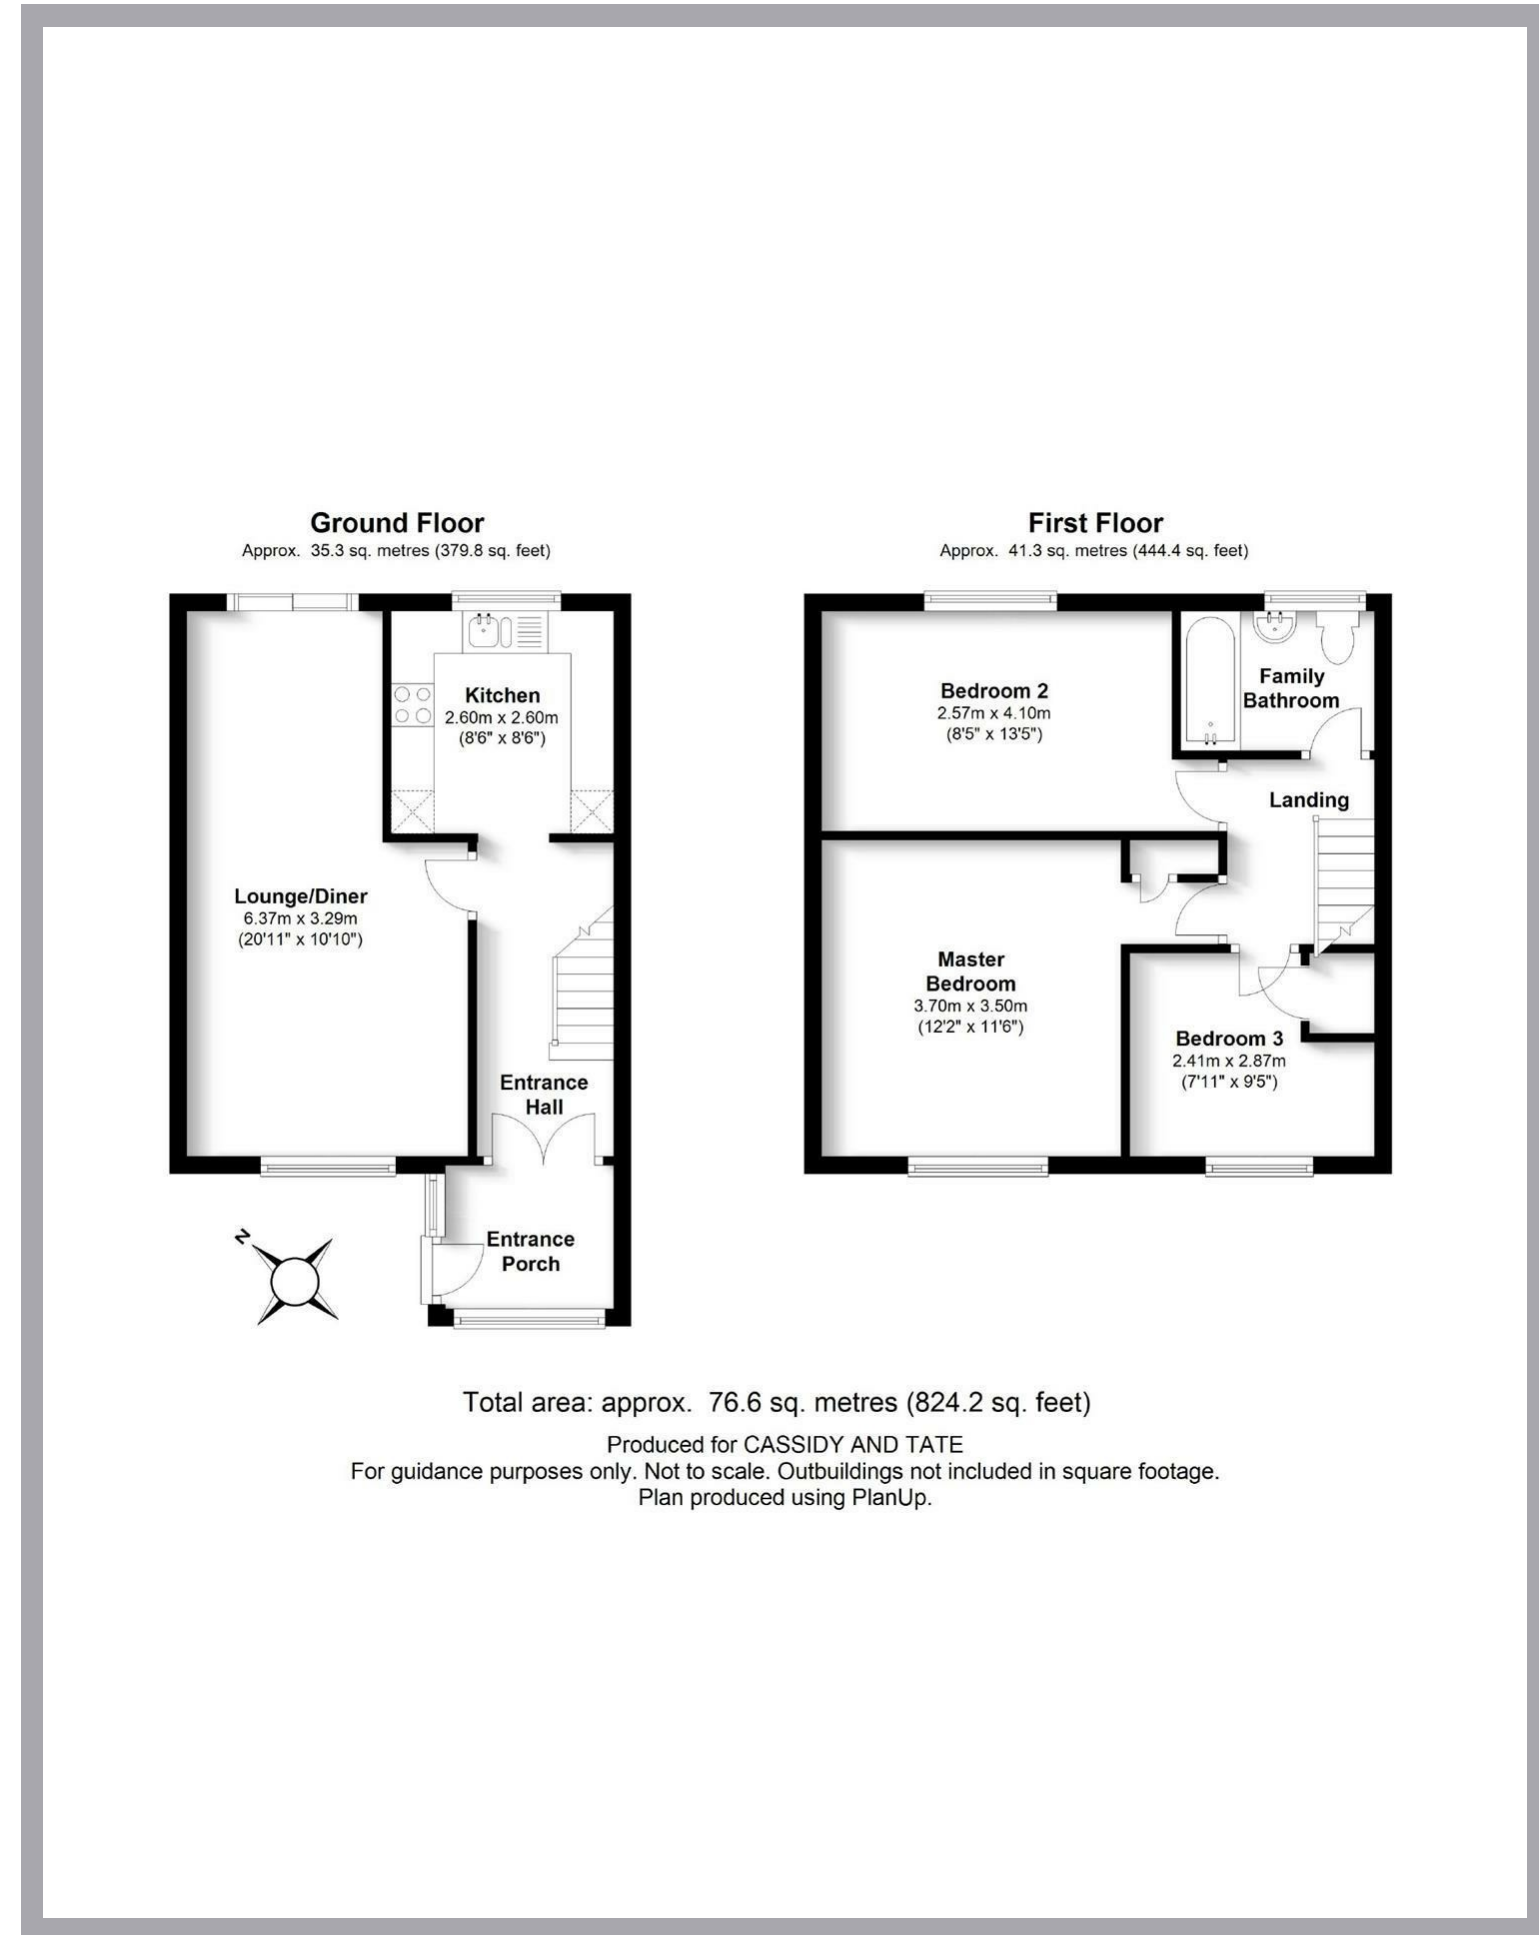 Ground Floor
Approx. 35.3 sq. metres (379.8 sq. feet)
Kitchen
2.60m x 2.60m
(8'6" x 8'6")
Lounge/Diner
6.37m x 3.29m
(20'11" x 10'10")
Entrance
Hall
Entrance
Porch
N
First Floor
Approx. 41.3 sq. metres (444.4 sq. feet)
Bedroom 2
2.57m x 4.10m
(8'5" x 13'5")
Family
Bathroom
Landing
Master
Bedroom
3.70m x 3.50m
(12'2" x 11'6")
Bedroom 3
2.41m x 2.87m
(7'11" x 9'5")
Total area: approx. 76.6 sq. metres (824.2 sq. feet)
Produced for CASSIDY AND TATE
For guidance purposes only. Not to scale. Outbuildings not included in square footage.
Plan produced using PlanUp.